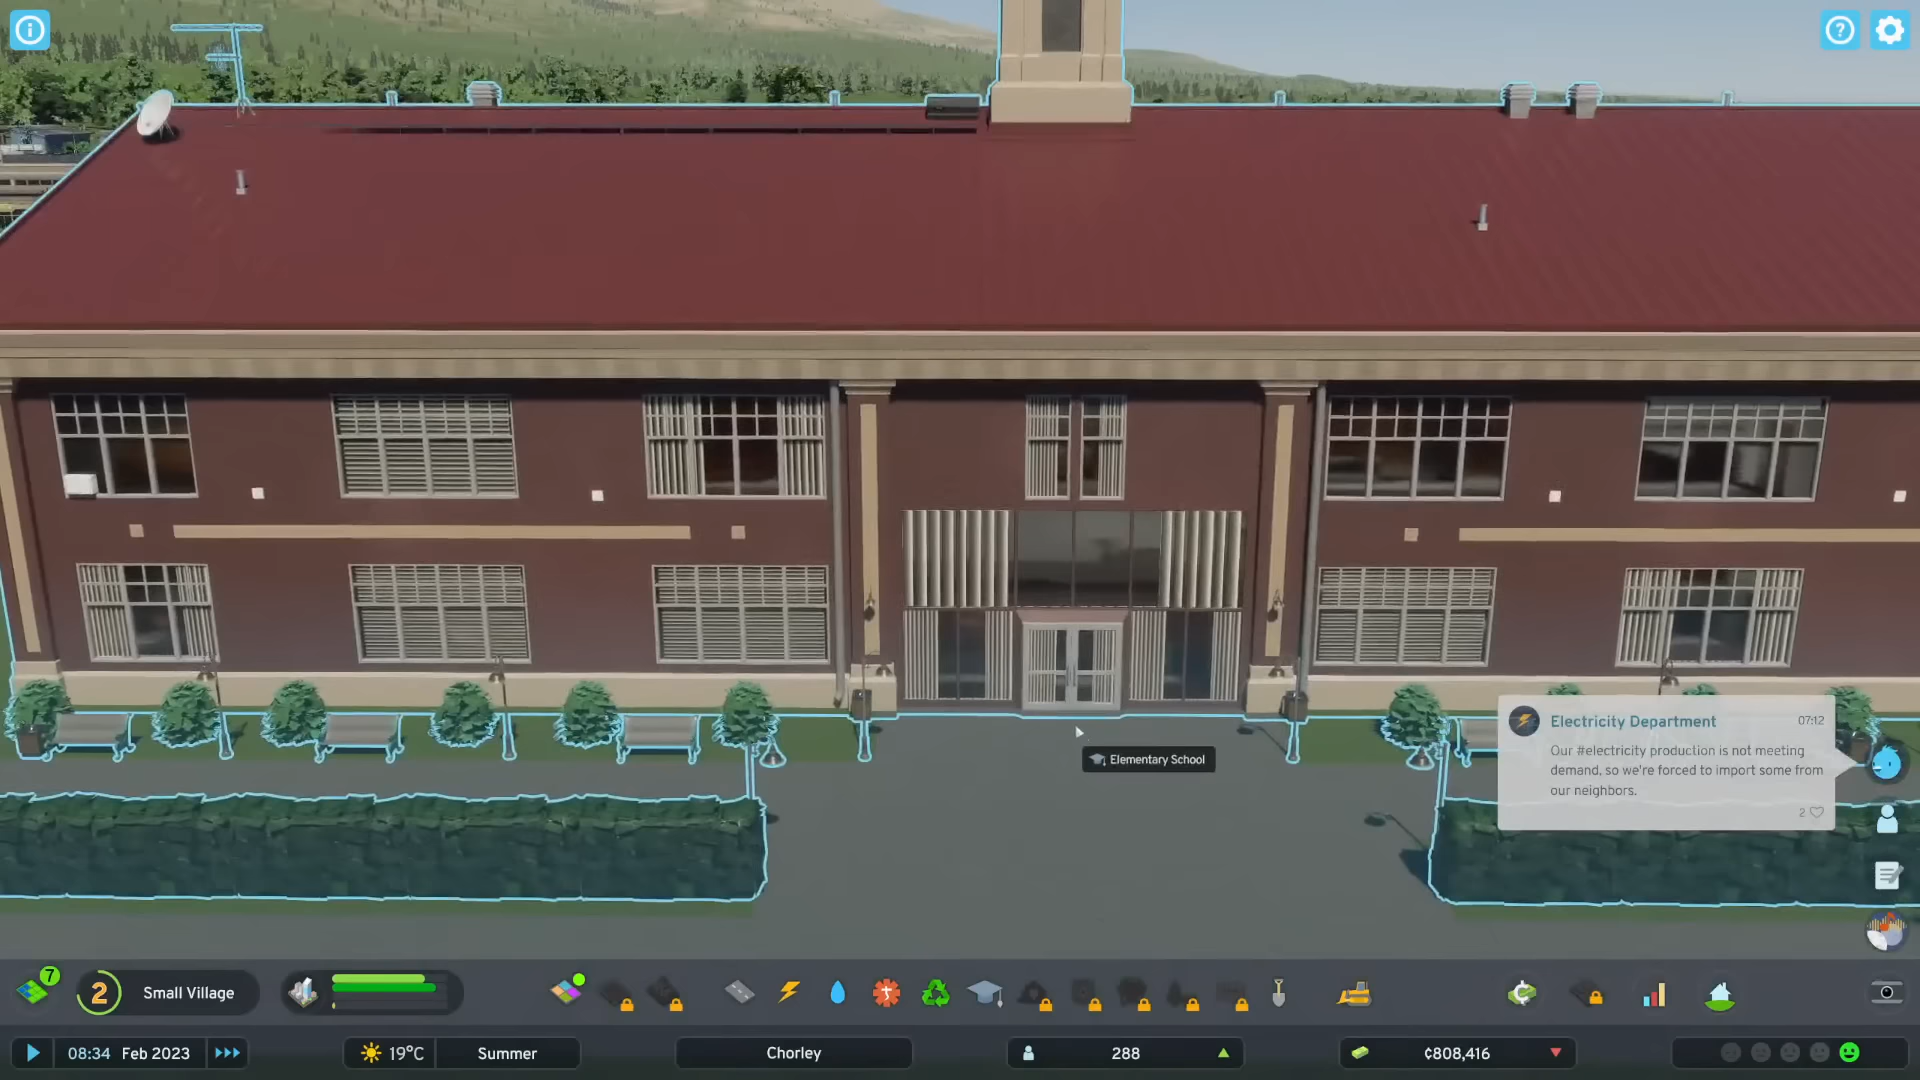 Elementary School
Electricity Department
07:12
Our #electricity production is not meeting
demand, so we're forced to import some from
our neighbors.
2
7
2
Small Village
08:34
Feb 2023
19°C
Summer
Chorley
288
¢808,416